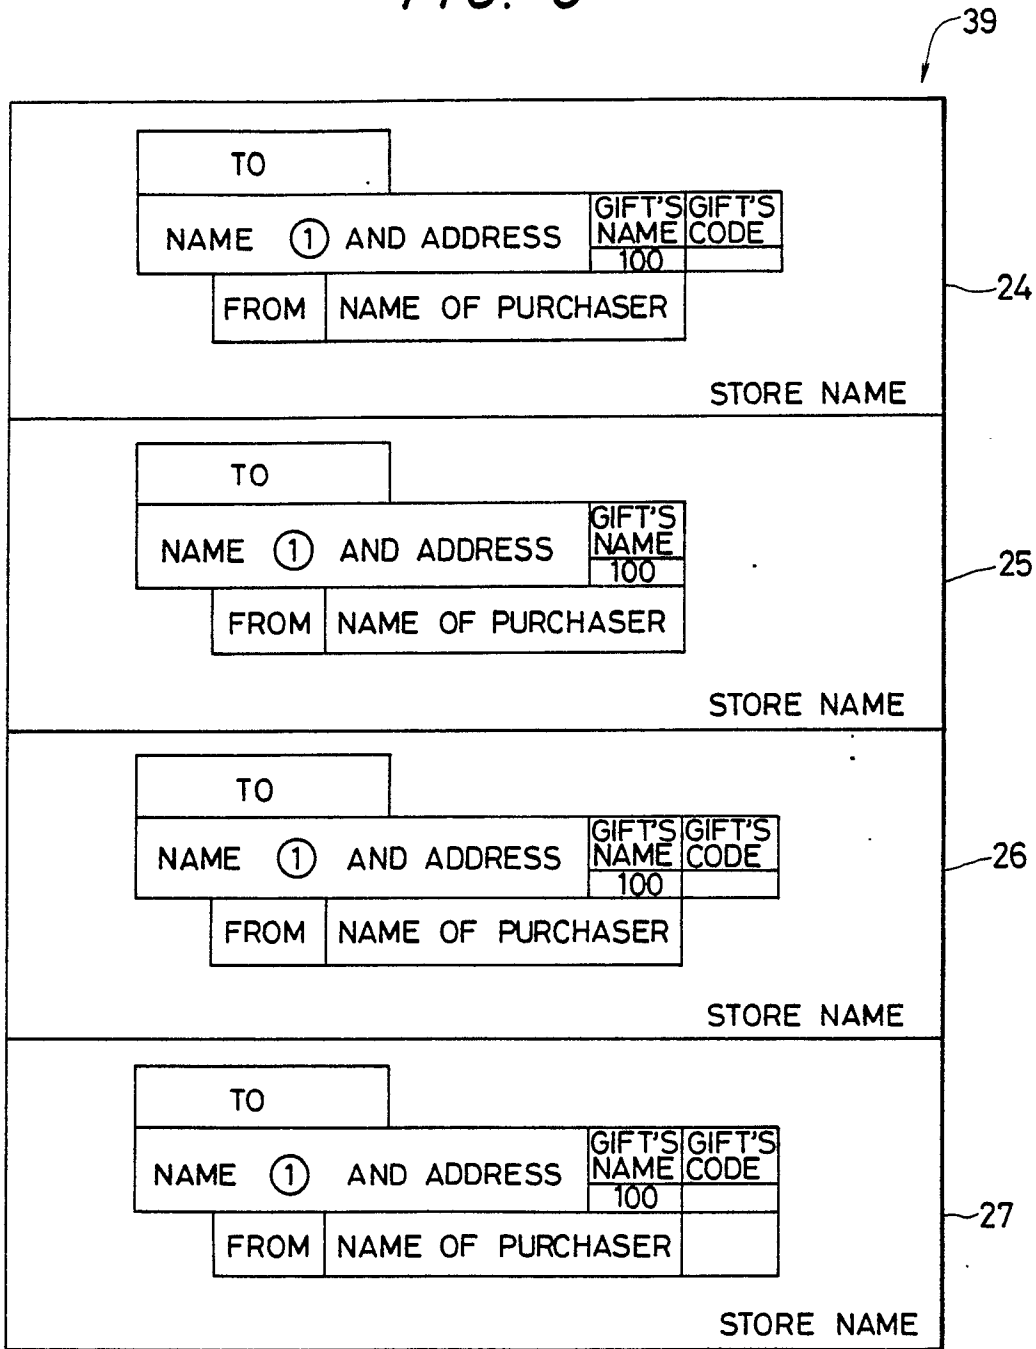 39
TO
GIFT'S GIFT'S
NAME ① AND ADDRESS NAME CODE
100
24
FROM NAME OF PURCHASER
STORE NAME
TO
GIFT'S
NAME ① AND ADDRESS NAME
100
25
FROM NAME OF PURCHASER
STORE NAME
TO
GIFT'S GIFT'S
NAME ① AND ADDRESS NAME CODE
100
26
FROM NAME OF PURCHASER
STORE NAME
TO
GIFT'S GIFT'S
NAME ① AND ADDRESS NAME CODE
100
27
FROM NAME OF PURCHASER
STORE NAME